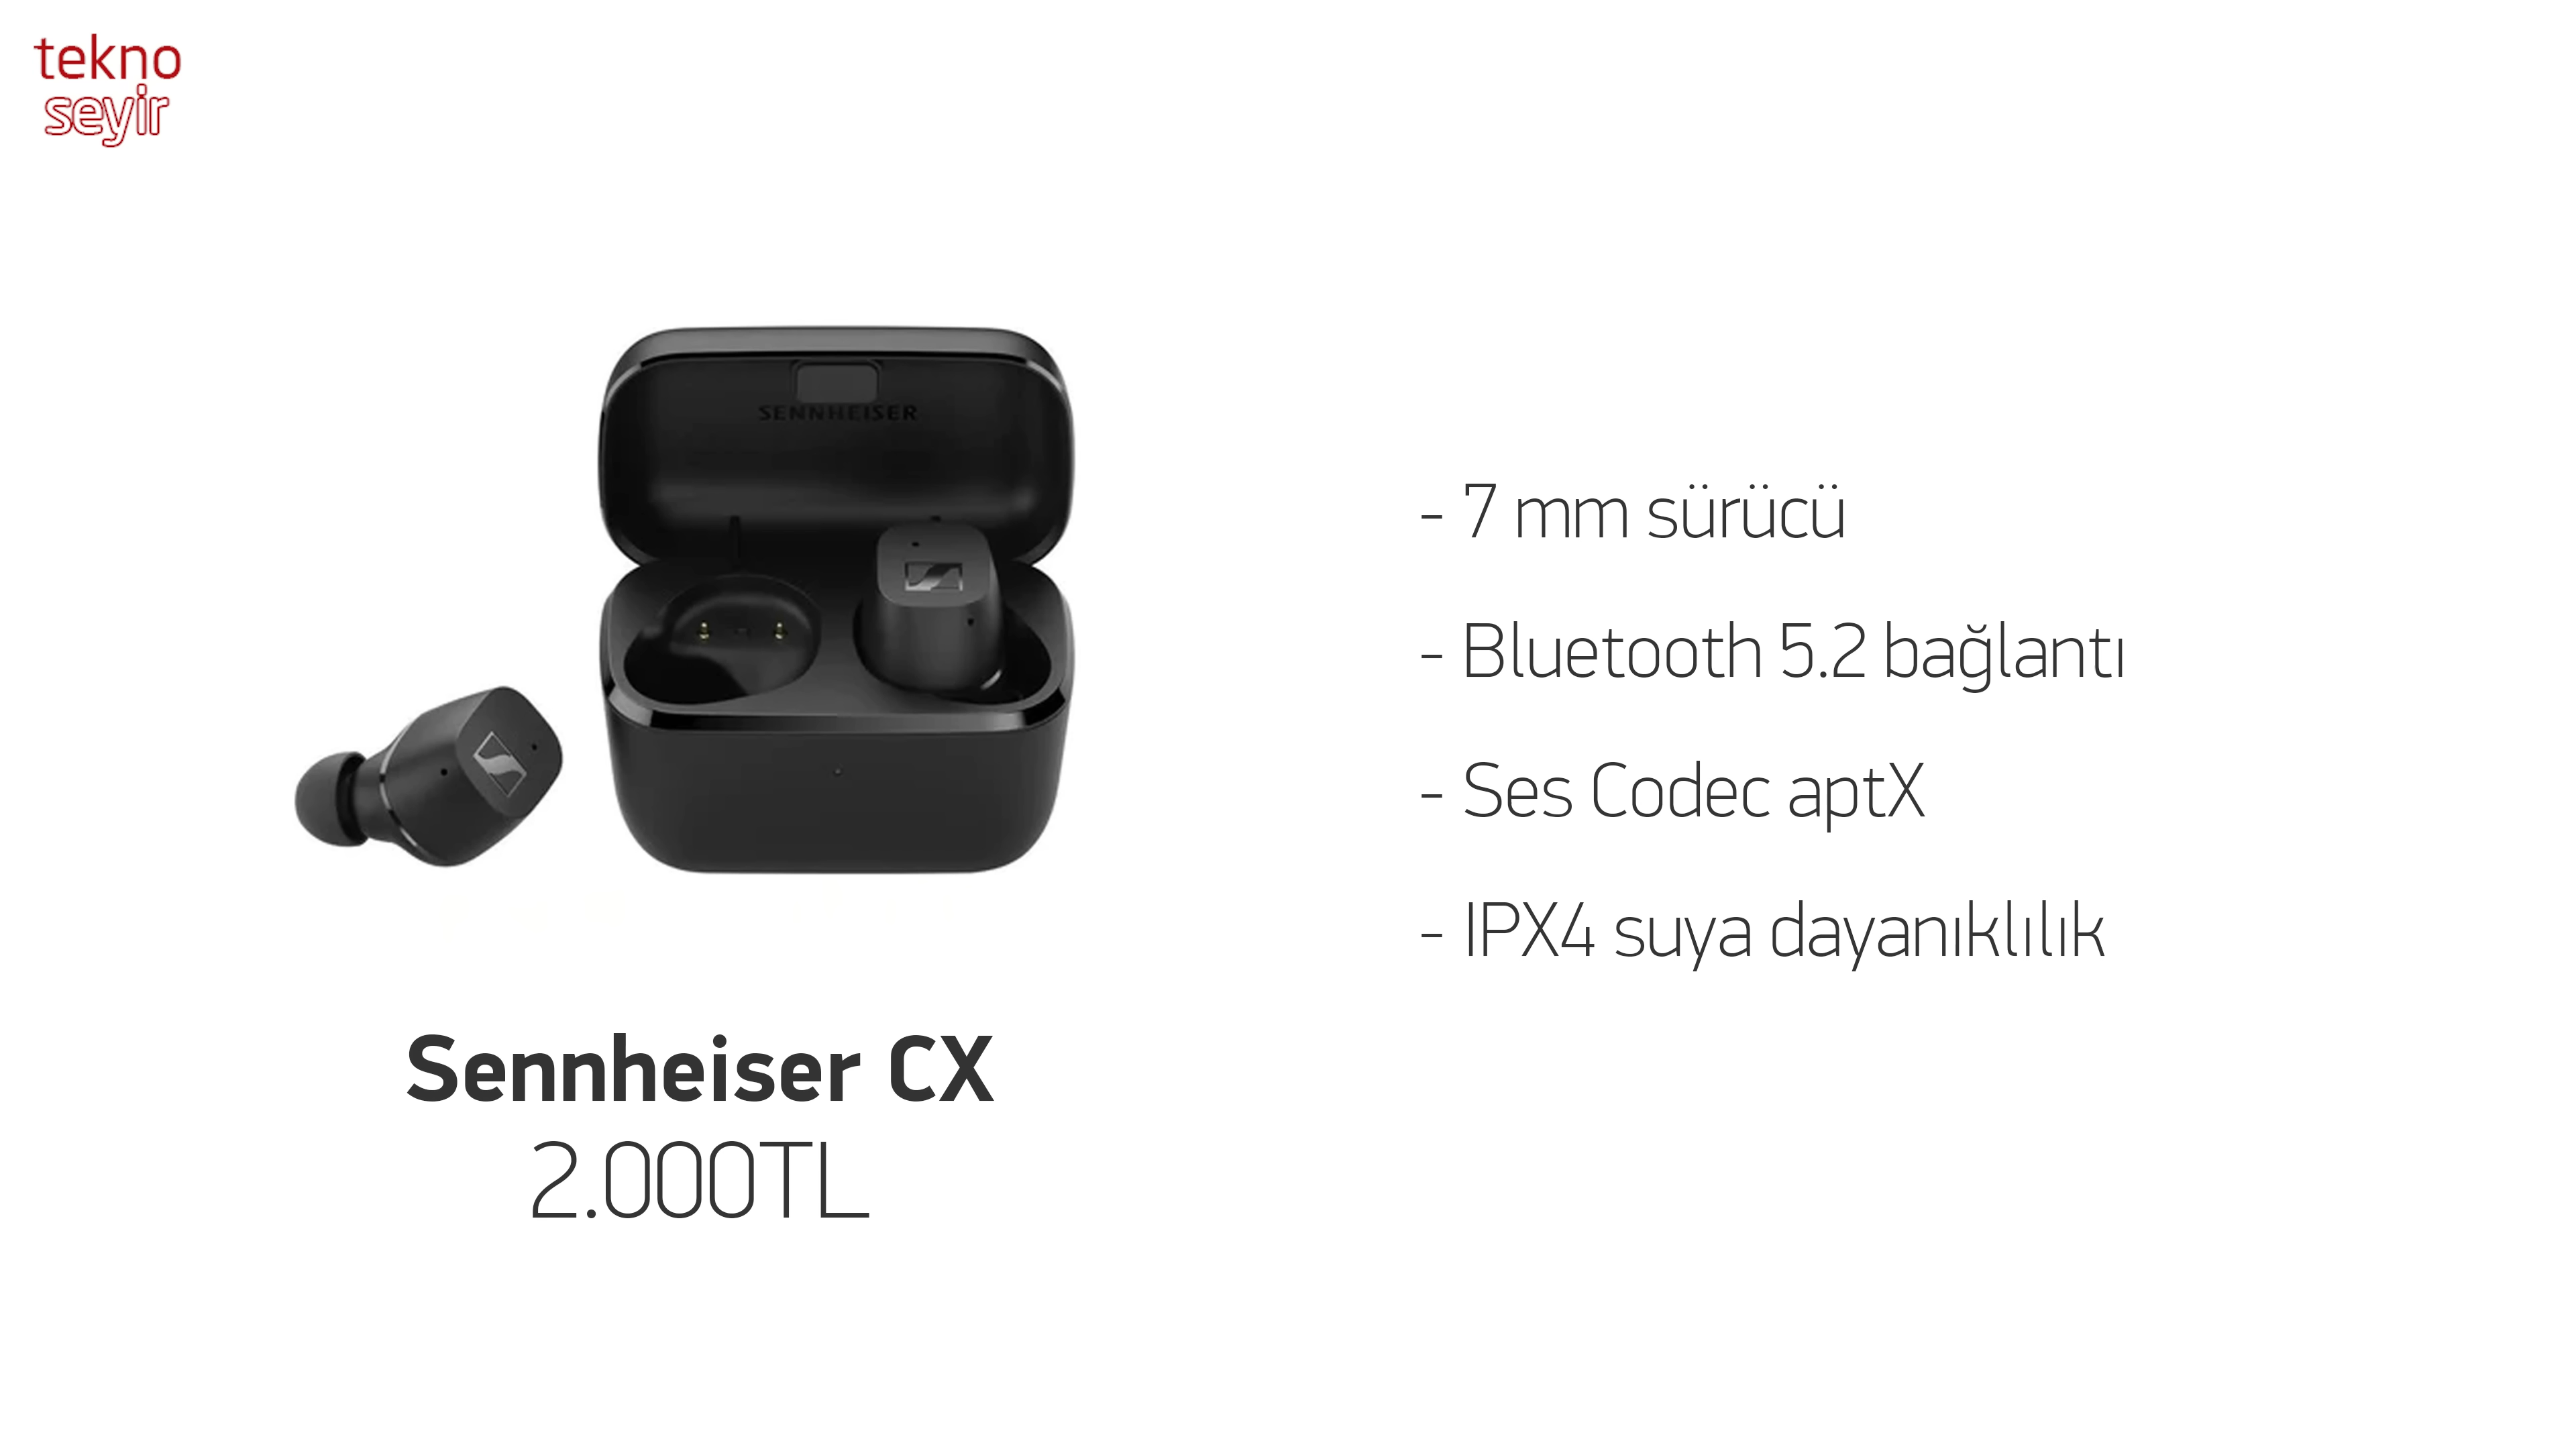 tekno
seyir
SENNHEISER
- 7 mm sürücü
- Bluetooth 5.2 bağlantı
- Ses Codec aptX
- IPX4 suya dayanıklılık
Sennheiser CX
2.000TL